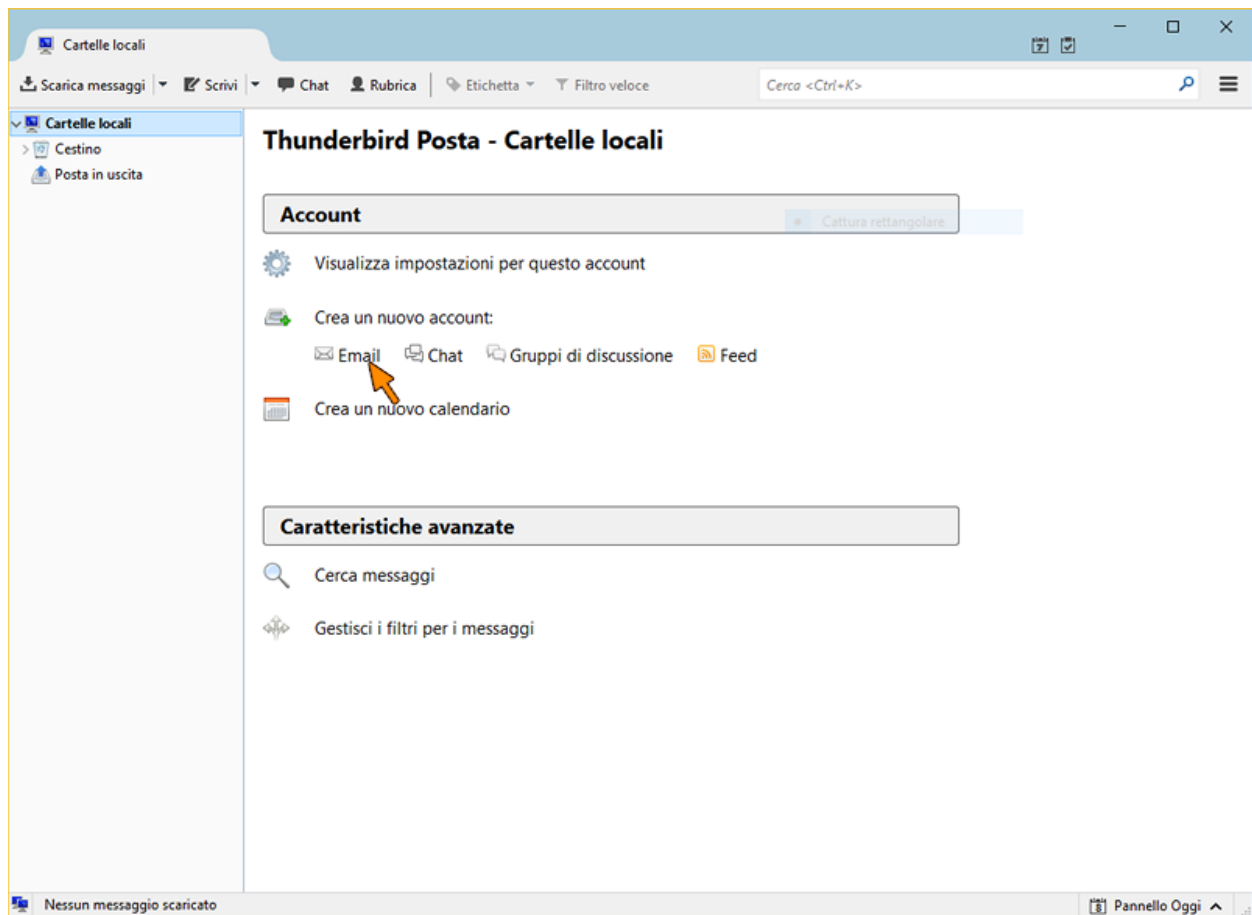 Cartelle locali
Scarica messaggi Scrivi Chat Rubrica Etichetta Filtro veloce Cerca <Ctrl+K>
Cartelle locali
Cestino
Posta in uscita
Thunderbird Posta - Cartelle locali
Account
Cattura rettangolare
Visualizza impostazioni per questo account
Crea un nuovo account:
Email Chat Gruppi di discussione Feed
Crea un nuovo calendario
Caratteristiche avanzate
Cerca messaggi
Gestisci i filtri per i messaggi
Nessun messaggio scaricato
Pannello Oggi